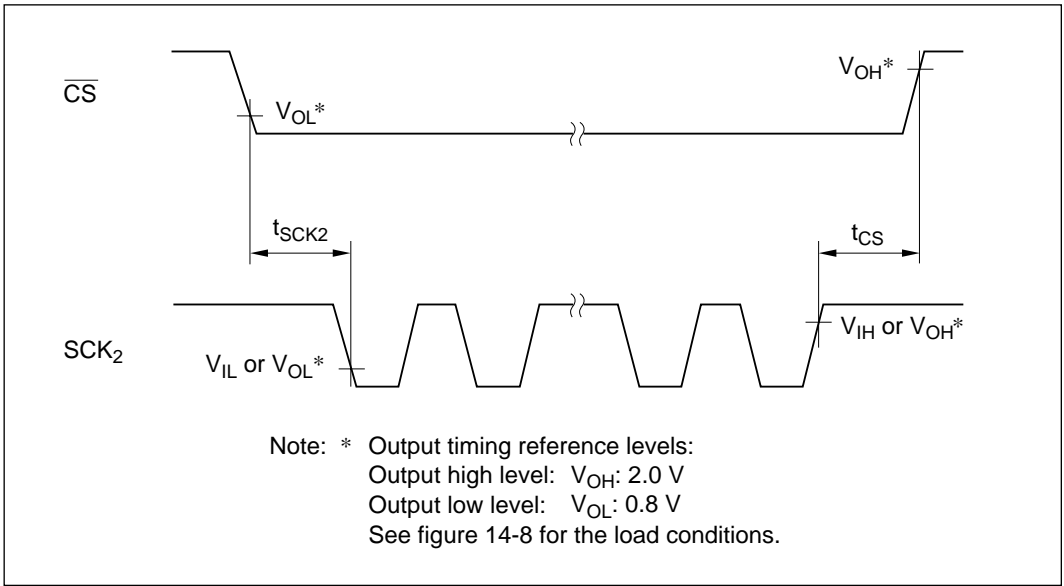 CS
VOL*
VOH*
tSCK2
tCS
SCK2
VIL or VOL*
VIH or VOH*
Note: * Output timing reference levels:
Output high level: VOH: 2.0 V
Output low level: VOL: 0.8 V
See figure 14-8 for the load conditions.